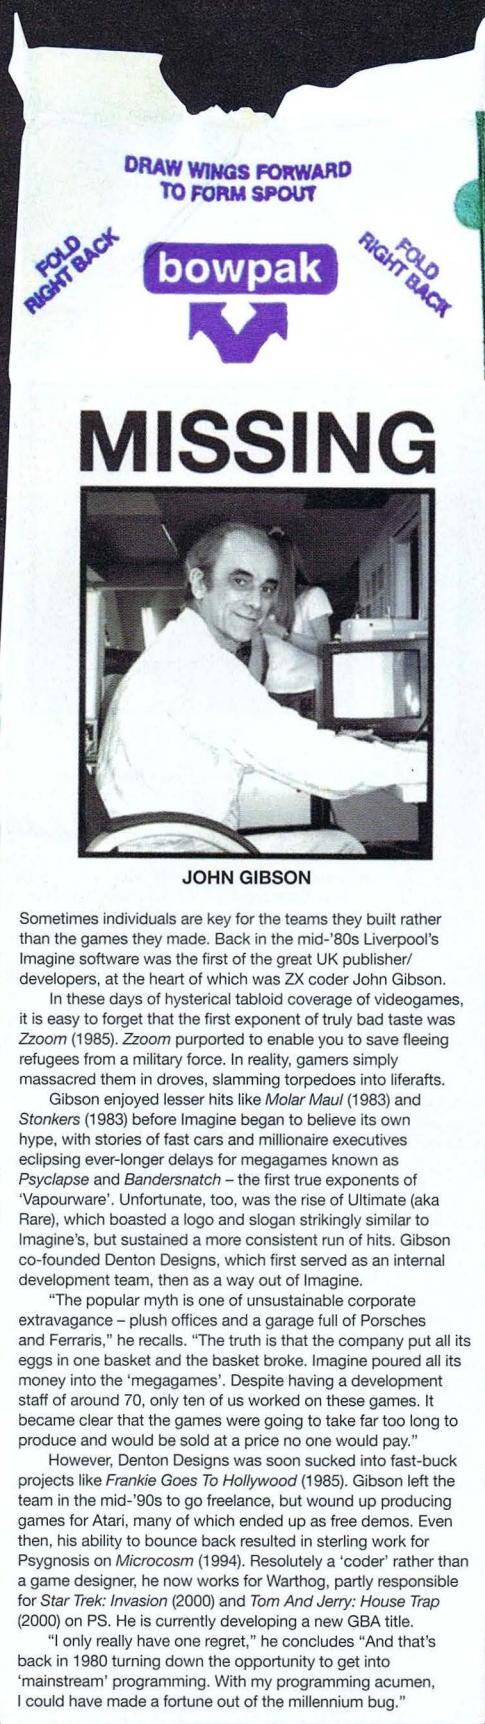 DRAW WINGS FORWARD
TO FORM SPOUT
FOLD
RIGHT BACK
FOLD
RIGHT BACK
bowpak
MISSING
JOHN GIBSON
Sometimes individuals are key for the teams they built rather
than the games they made. Back in the mid-'80s Liverpool's
Imagine software was the first of the great UK publisher/
developers, at the heart of which was ZX coder John Gibson.
In these days of hysterical tabloid coverage of videogames,
it is easy to forget that the first exponent of truly bad taste was
Zzoom (1985). Zzoom purported to enable you to save fleeing
refugees from a military force. In reality, gamers simply
massacred them in droves, slamming torpedoes into liferafts.
Gibson enjoyed lesser hits like Molar Maul (1983) and
Stonkers (1983) before Imagine began to believe its own
hype, with stories of fast cars and millionaire executives
eclipsing ever-longer delays for megagames known as
Psyclapse and Bandersnatch – the first true exponents of
'Vapourware'. Unfortunate, too, was the rise of Ultimate (aka
Rare), which boasted a logo and slogan strikingly similar to
Imagine's, but sustained a more consistent run of hits. Gibson
co-founded Denton Designs, which first served as an internal
development team, then as a way out of Imagine.
"The popular myth is one of unsustainable corporate
extravagance – plush offices and a garage full of Porsches
and Ferraris," he recalls. "The truth is that the company put all its
eggs in one basket and the basket broke. Imagine poured all its
money into the 'megagames'. Despite having a development
staff of around 70, only ten of us worked on these games. It
became clear that the games were going to take far too long to
produce and would be sold at a price no one would pay."
However, Denton Designs was soon sucked into fast-buck
projects like Frankie Goes To Hollywood (1985). Gibson left the
team in the mid-'90s to go freelance, but wound up producing
games for Atari, many of which ended up as free demos. Even
then, his ability to bounce back resulted in sterling work for
Psygnosis on Microcosm (1994). Resolutely a 'coder' rather than
a game designer, he now works for Warthog, partly responsible
for Star Trek: Invasion (2000) and Tom And Jerry: House Trap
(2000) on PS. He is currently developing a new GBA title.
"I only really have one regret," he concludes "And that's
back in 1980 turning down the opportunity to get into
'mainstream' programming. With my programming acumen,
I could have made a fortune out of the millennium bug."